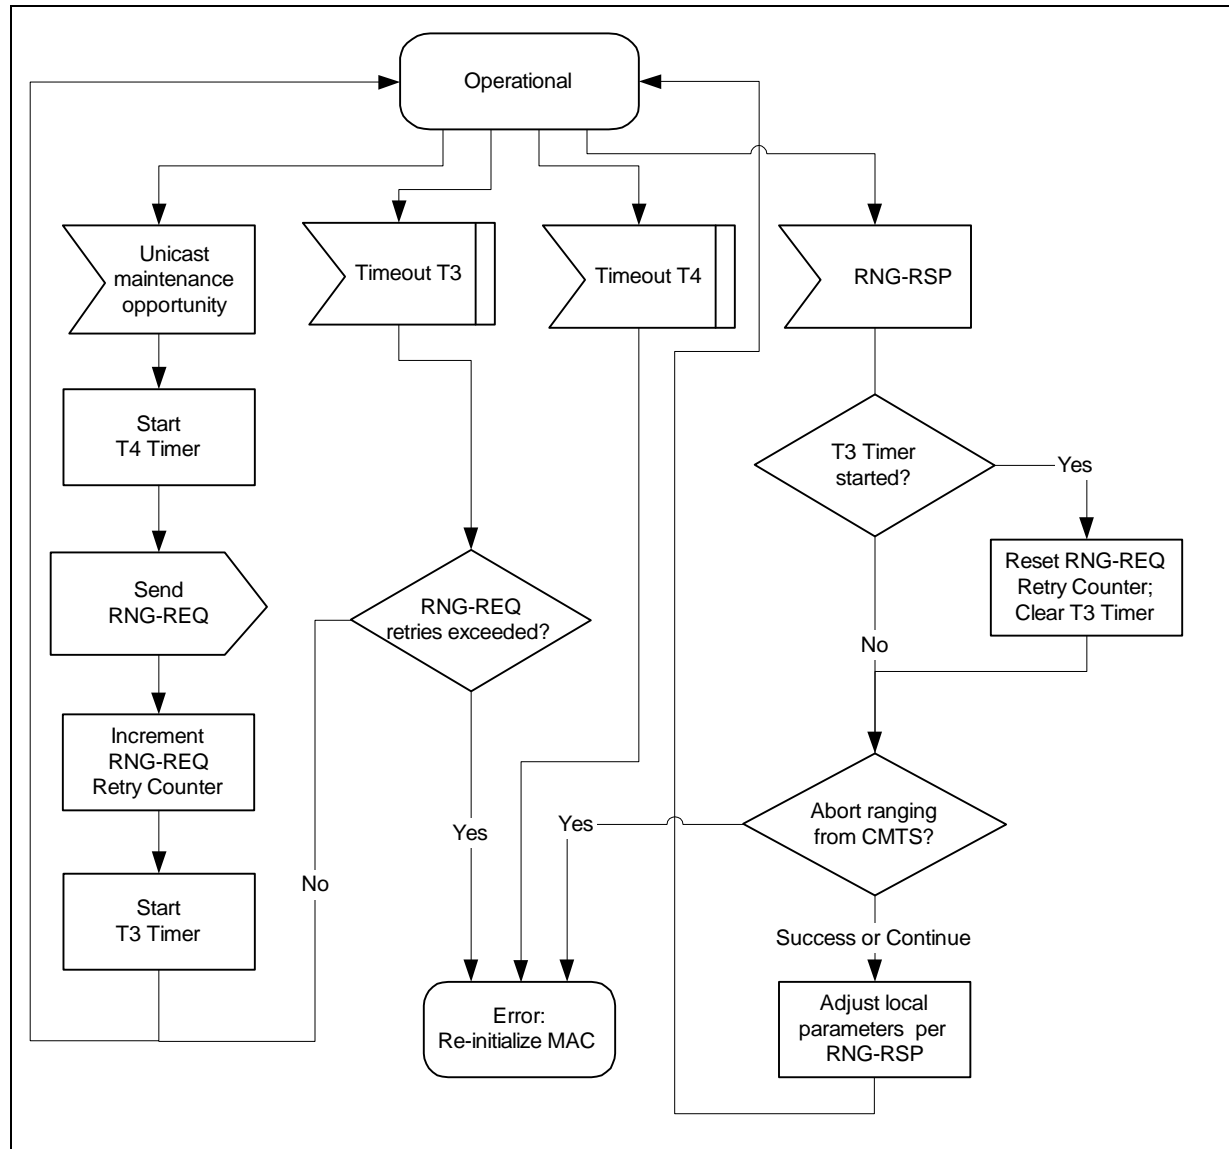 Operational
Unicast
maintenance
opportunity
Timeout T3
Timeout T4
RNG-RSP
Start
T4 Timer
T3 Timer
started?
Yes
Send
RNG-REQ
RNG-REQ
retries exceeded?
Reset RNG-REQ
Retry Counter;
Clear T3 Timer
No
Increment
RNG-REQ
Retry Counter
Yes
Yes
Abort ranging
from CMTS?
No
Start
T3 Timer
Success or Continue
Error:
Re-initialize MAC
Adjust local
parameters per
RNG-RSP